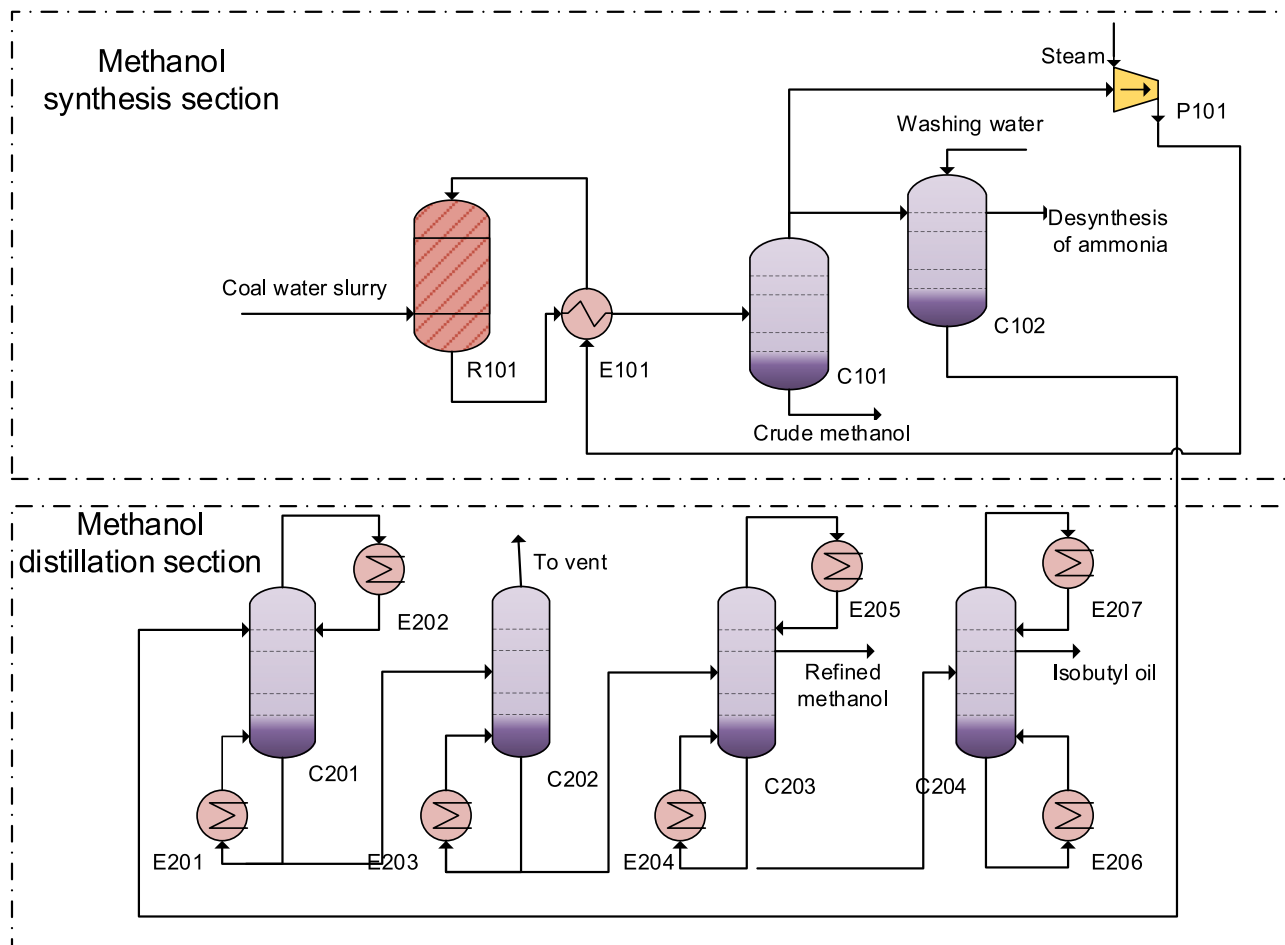 Methanol
synthesis section
Steam
P101
Washing water
Desynthesis
of ammonia
Coal water slurry
C102
R101
E101
C101
Crude methanol
Methanol
distillation section
To vent
E202
E205
E207
Refined
methanol
Isobutyl oil
C201
C202
C203
C204
E201
E203
E204
E206